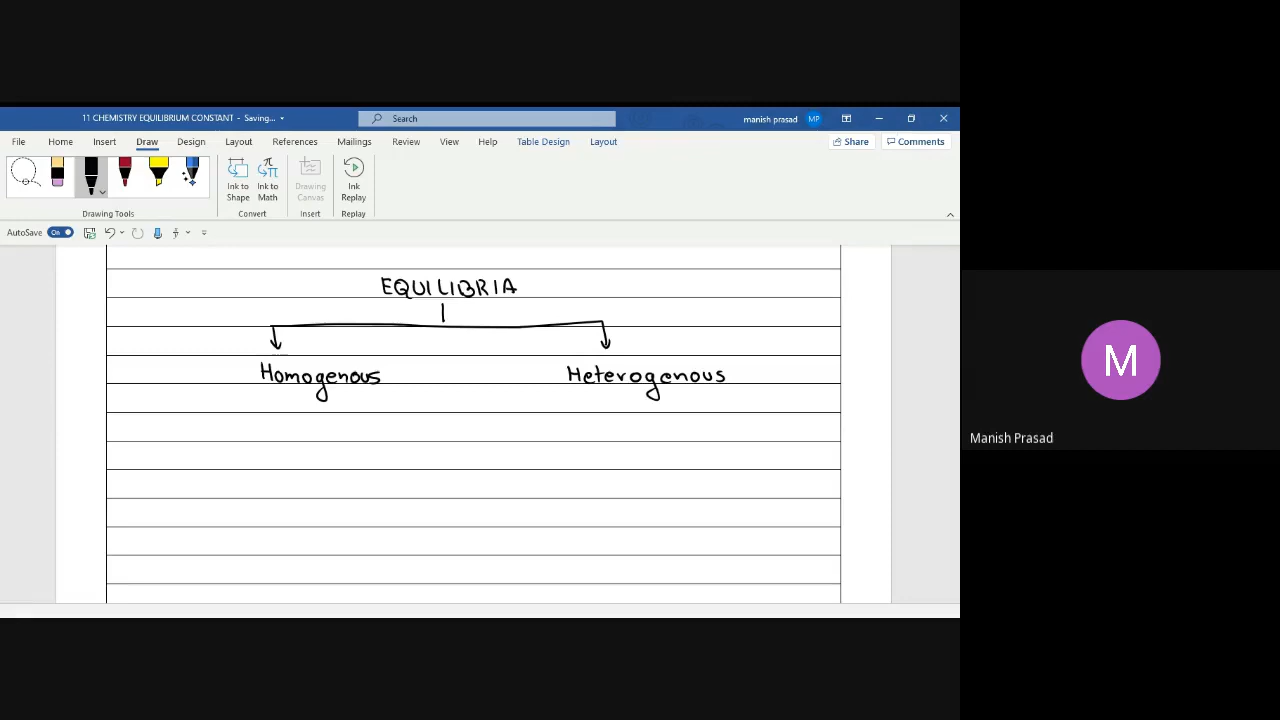 11 CHEMISTRY EQUILIBRIUM CONSTANT - Saving...
Search
manish prasad MP
File Home Insert Draw Design Layout References Mailings Review View Help Table Design Layout
Share Comments
Ink to Shape
Ink to Math
Drawing Canvas
Ink Replay
Drawing Tools Convert Insert Replay
AutoSave On
EQUILIBRIA
Homogenous Heterogenous
M
Manish Prasad